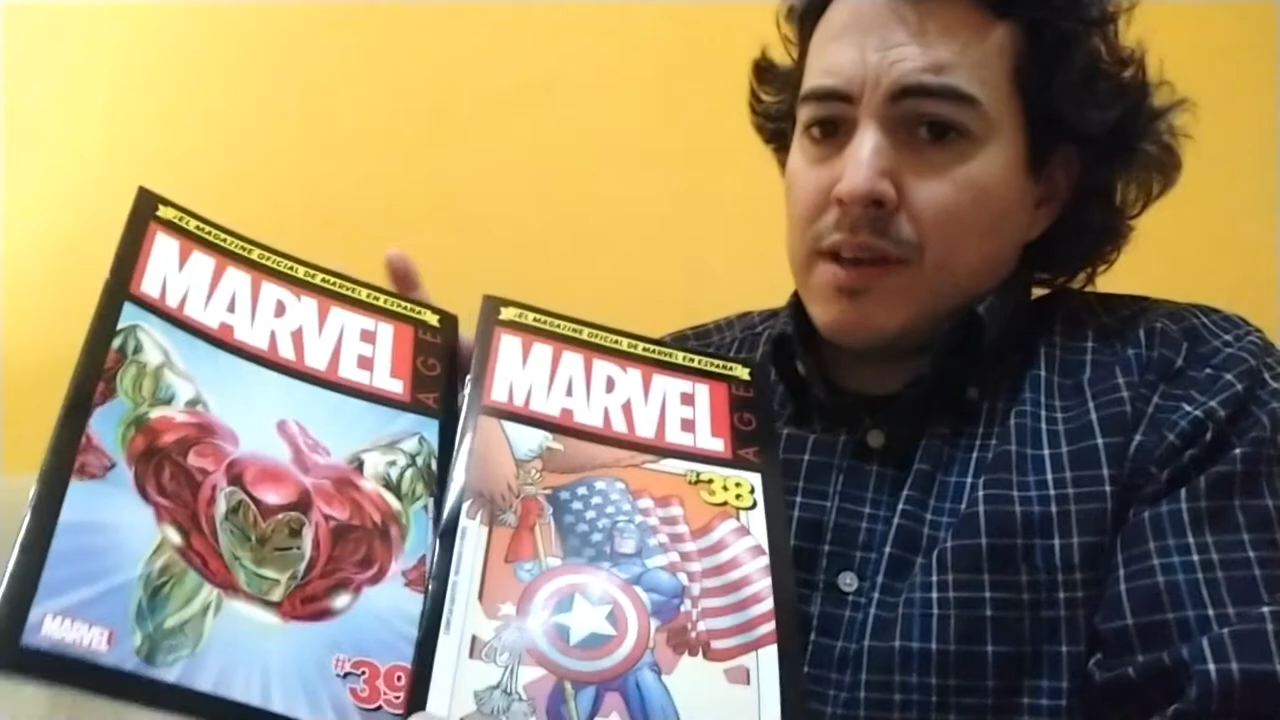 ¡EL MAGAZINE OFICIAL DE MARVEL EN ESPAÑA!
MARVEL
AGE
MARVEL
#39
¡EL MAGAZINE OFICIAL DE MARVEL EN ESPAÑA!
MARVEL
AGE
#38